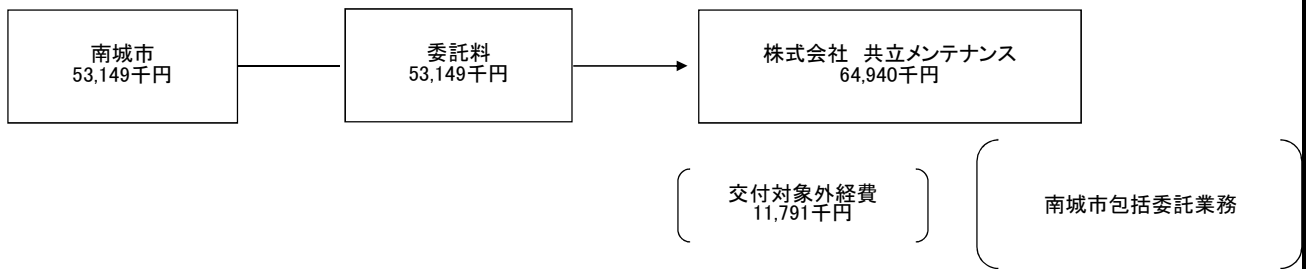 南城市
53,149千円
委託料
53,149千円
株式会社　共立メンテナンス
64,940千円
交付対象外経費
11,791千円
南城市包括委託業務